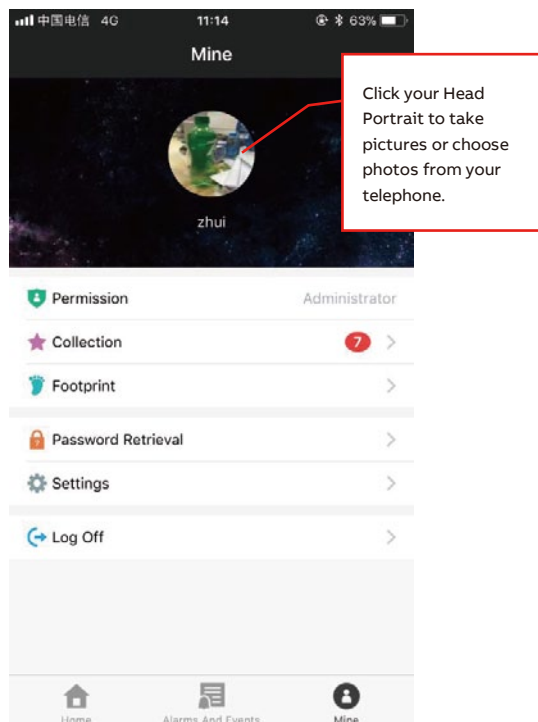 中国电信 4G 11:14 63%
Mine
Click your Head
Portrait to take
pictures or choose
photos from your
telephone.
zhui
Permission Administrator
Collection 7
Footprint
Password Retrieval
Settings
Log Off
Home Alarms And Events Mine